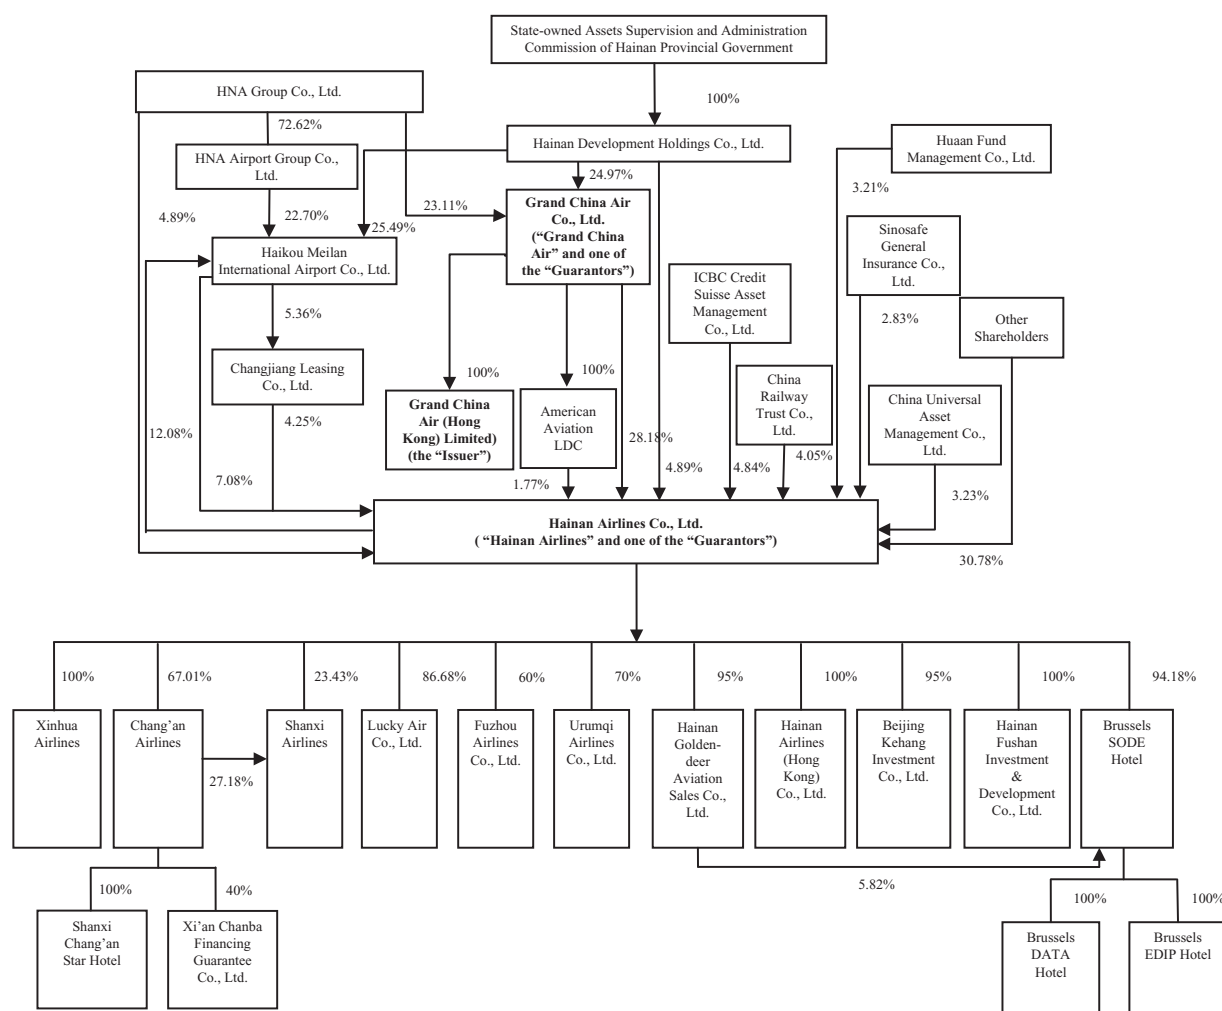 State-owned Assets Supervision and Administration
Commission of Hainan Provincial Government
HNA Group Co., Ltd.
100%
72.62%
Hainan Development Holdings Co., Ltd.
Huaan Fund
Management Co., Ltd.
HNA Airport Group Co.,
Ltd.
24.97%
3.21%
Grand China Air
Co., Ltd.
(“Grand China
Air” and one of
the “Guarantors”)
4.89%
22.70%
23.11%
25.49%
Sinosafe
General
Insurance Co.,
Ltd.
Haikou Meilan
International Airport Co., Ltd.
ICBC Credit
Suisse Asset
Management
Co., Ltd.
5.36%
2.83%
Other
Shareholders
Changjiang Leasing
Co., Ltd.
100%
100%
China
Railway
Trust Co.,
Ltd.
Grand China
Air (Hong
Kong) Limited)
(the “Issuer”)
American
Aviation
LDC
China Universal
Asset
Management Co.,
Ltd.
4.25%
12.08%
28.18%
4.05%
7.08%
1.77%
4.89%
4.84%
3.23%
Hainan Airlines Co., Ltd.
( “Hainan Airlines” and one of the “Guarantors”)
30.78%
100%
67.01%
23.43%
86.68%
60%
70%
95%
100%
95%
100%
94.18%
Xinhua
Airlines
Chang’an
Airlines
Shanxi
Airlines
Lucky Air
Co., Ltd.
Fuzhou
Airlines
Co., Ltd.
Urumqi
Airlines
Co., Ltd.
Hainan
Golden-
deer
Aviation
Sales Co.,
Ltd.
Hainan
Airlines
(Hong
Kong)
Co., Ltd.
Beijing
Kehang
Investment
Co., Ltd.
Hainan
Fushan
Investment
&
Development
Co., Ltd.
Brussels
SODE
Hotel
27.18%
5.82%
100%
40%
100%
100%
Shanxi
Chang’an
Star Hotel
Xi’an Chanba
Financing
Guarantee
Co., Ltd.
Brussels
DATA
Hotel
Brussels
EDIP Hotel